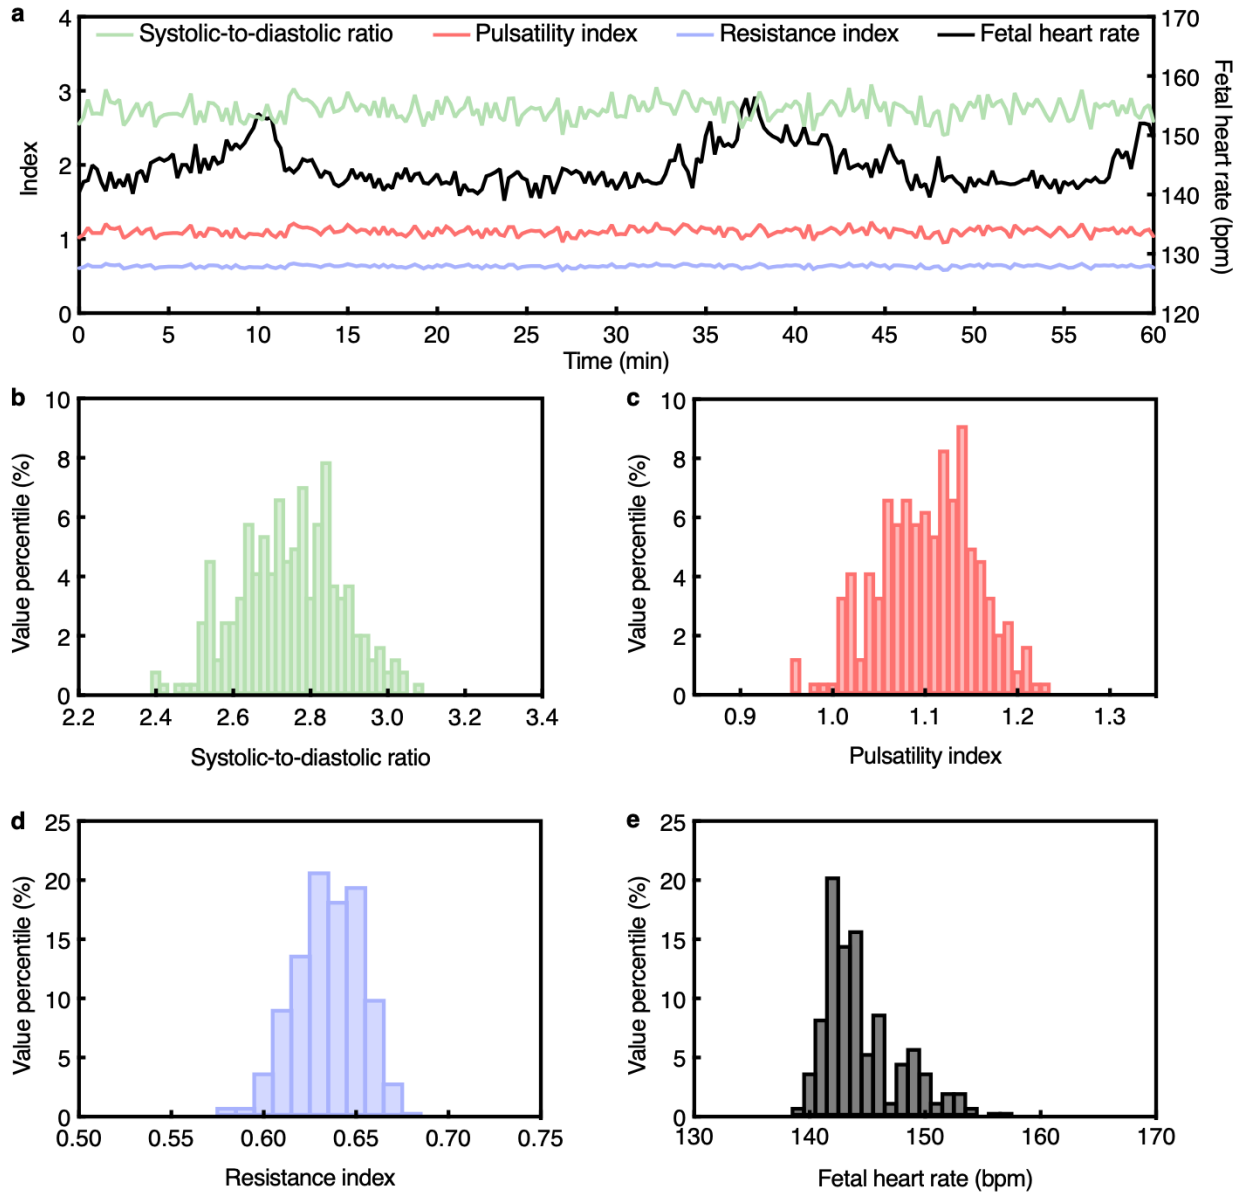 a
Systolic-to-diastolic ratio Pulsatility index Resistance index Fetal heart rate
Index
4
3
2
1
0
170
160
150
140
130
120
Fetal heart rate (bpm)
0 5 10 15 20 25 30 35 40 45 50 55 60
Time (min)
b
Value percentile (%)
10
8
6
4
2
0
2.2 2.4 2.6 2.8 3.0 3.2 3.4
Systolic-to-diastolic ratio
c
Value percentile (%)
10
8
6
4
2
0
0.9 1.0 1.1 1.2 1.3
Pulsatility index
d
Value percentile (%)
25
20
15
10
5
0
0.50 0.55 0.60 0.65 0.70 0.75
Resistance index
e
Value percentile (%)
25
20
15
10
5
0
130 140 150 160 170
Fetal heart rate (bpm)